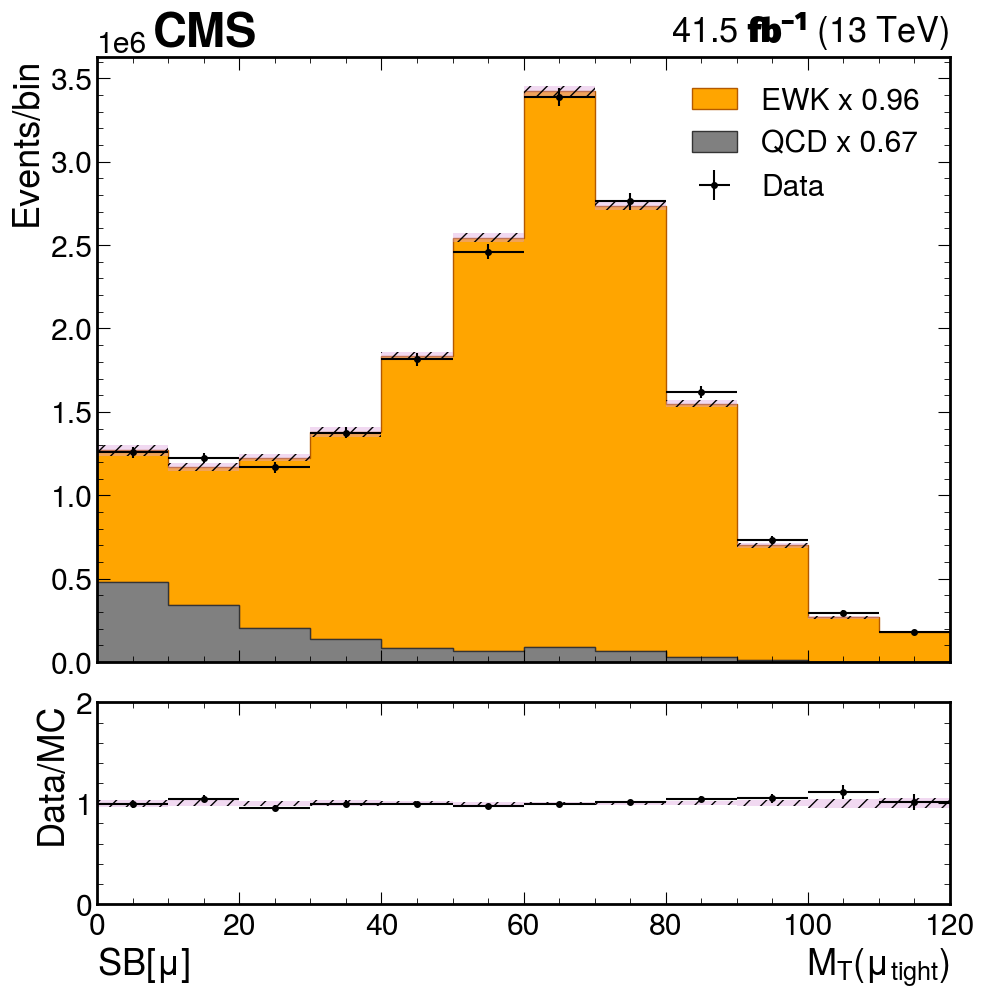 1e6 CMS 41.5 fb⁻¹ (13 TeV)
Events/bin
3.5
3.0
2.5
2.0
1.5
1.0
0.5
0.0
EWK x 0.96
QCD x 0.67
Data
Data/MC
2
1
0
0 20 40 60 80 100 120
SB[μ] M_T(μ_tight)